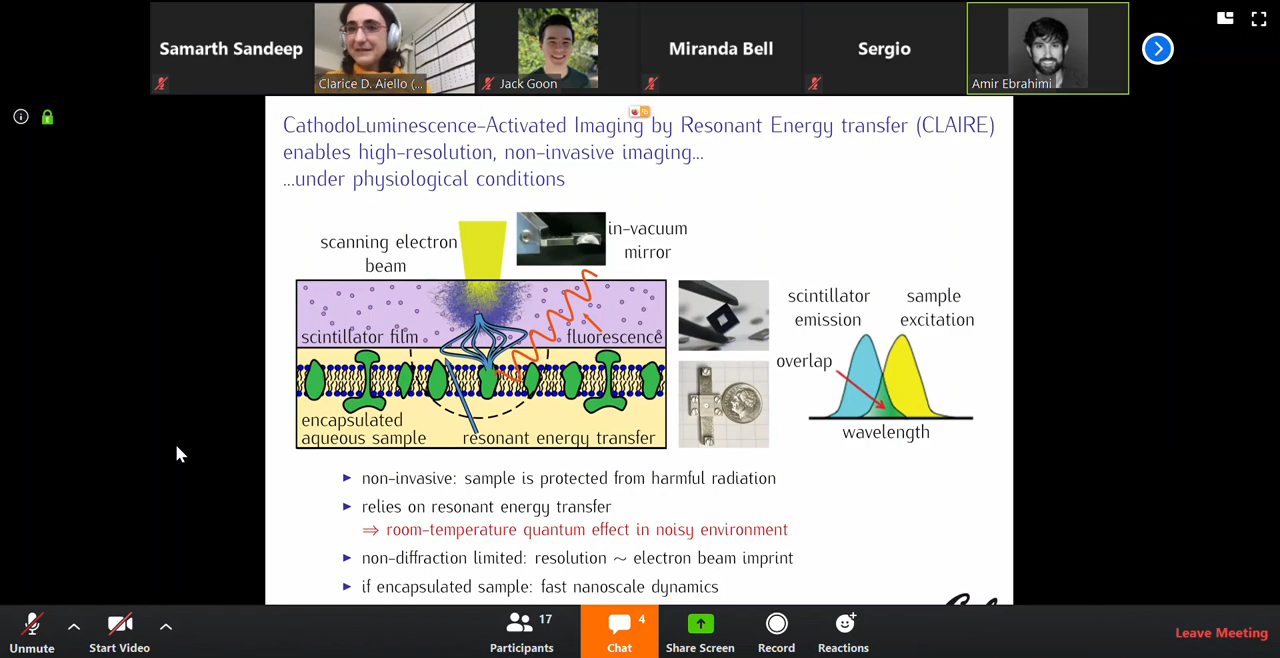 Samarth Sandeep
Clarice D. Aiello (...
Jack Goon
Miranda Bell
Sergio
Amir Ebrahimi
CathodoLuminescence-Activated Imaging by Resonant Energy transfer (CLAIRE)
enables high-resolution, non-invasive imaging...
...under physiological conditions
scanning electron
beam
in-vacuum
mirror
scintillator film
fluorescence
encapsulated
aqueous sample
resonant energy transfer
scintillator
emission
sample
excitation
overlap
wavelength
► non-invasive: sample is protected from harmful radiation
► relies on resonant energy transfer
⇒ room-temperature quantum effect in noisy environment
► non-diffraction limited: resolution ~ electron beam imprint
► if encapsulated sample: fast nanoscale dynamics
Unmute
Start Video
Participants
17
Chat
4
Share Screen
Record
Reactions
Leave Meeting